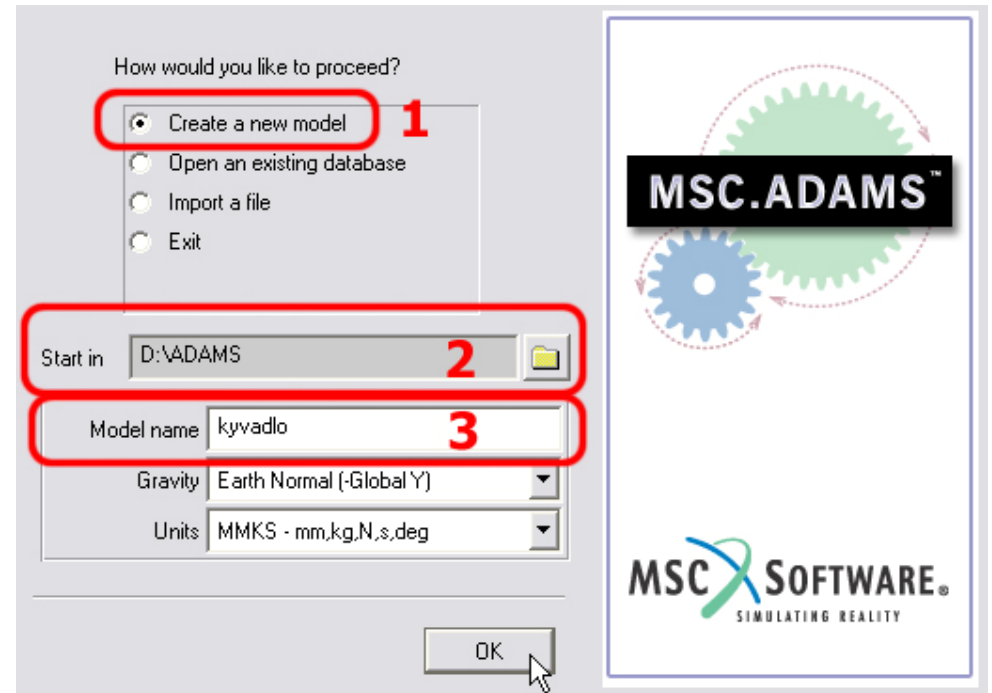 How would you like to proceed?
Create a new model 1
Open an existing database
Import a file
Exit
Start in D:\ADAMS 2
Model name kyvadlo 3
Gravity Earth Normal (-Global Y)
Units MMKS - mm,kg,N,s,deg
OK
MSC.ADAMS™
MSC SOFTWARE®
SIMULATING REALITY